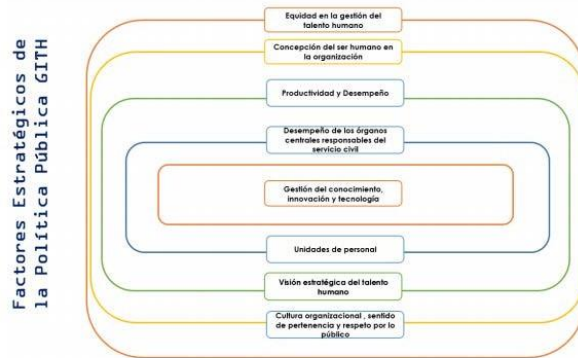 Factores Estratégicos de
la Política Pública GITH
Equidad en la gestión del
talento humano
Concepción del ser humano en
la organización
Productividad y Desempeño
Desempeño de los órganos
centrales responsables del
servicio civil
Gestión del conocimiento,
innovación y tecnología
Unidades de personal
Visión estratégica del talento
humano
Cultura organizacional , sentido
de pertenencia y respeto por lo
público